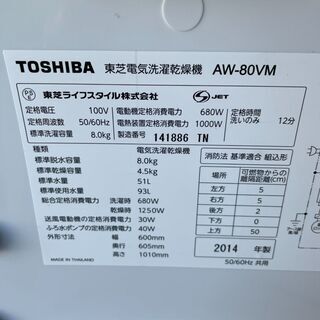 TOSHIBA 東芝電気洗濯乾燥機 AW-80VM
PS E 東芝ライフスタイル株式会社 JET
定格電圧 100V 電動機定格消費電力 680W 定格時間
定格周波数 50/60Hz 電熱装置定格消費電力 1000W 洗いのみ 12分
標準洗濯容量 8.0kg 製造番号 141886 TN
種類 電気洗濯乾燥機
標準脱水容量 8.0kg
標準乾燥容量 4.5kg
標準水量 51L
標準使用水量 93L
総合定格消費電力 洗濯 680W
乾燥 1250W
送風電動機の定格消費電力 30W
ふろ水ポンプの定格消費電力 40W
外形寸法 幅 600mm
奥行 605mm
高さ 1010mm
MADE IN THAILAND
消防法 基準適合 組込形
場所 可燃物からの離隔距離(cm)
左方 5
右方 5
後方 2
前方 0
上方 50
2014 年製
50/60Hz 共用